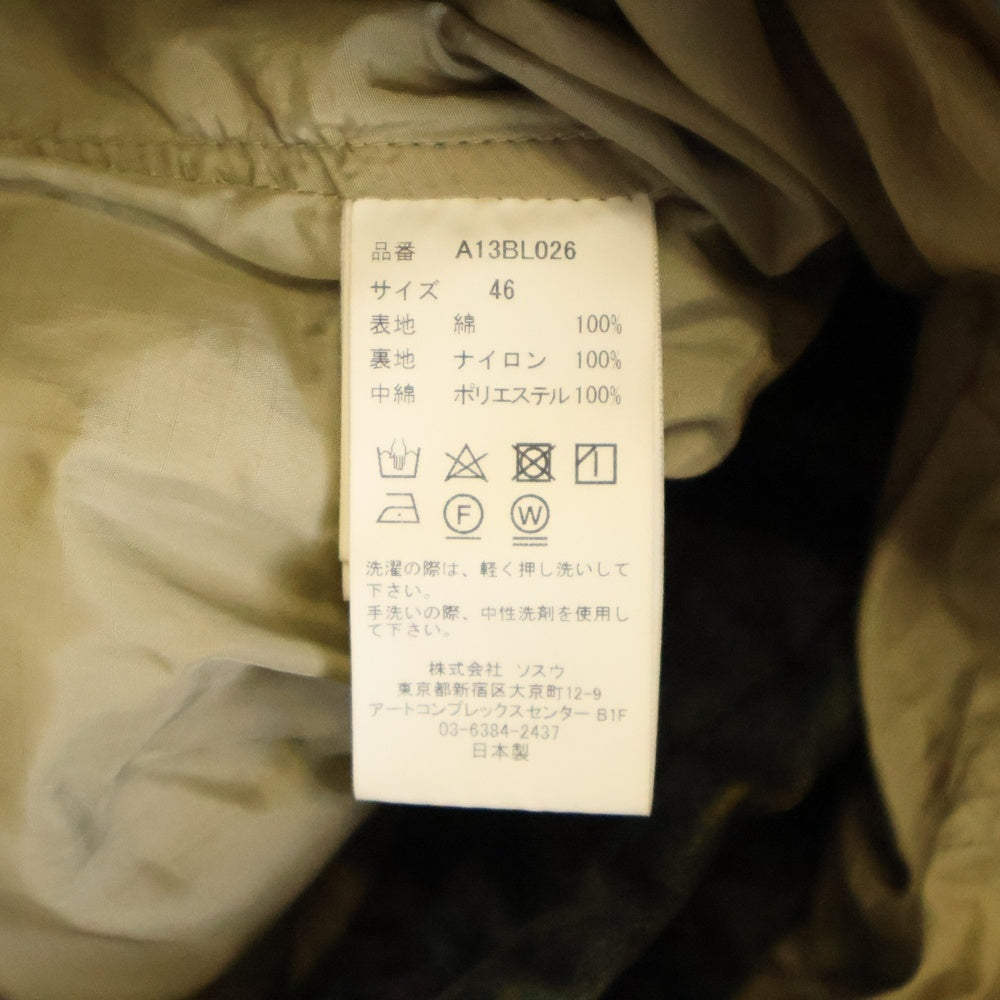 品番 A13BL026
サイズ 46
表地 綿 100%
裏地 ナイロン 100%
中綿 ポリエステル 100%
F W
洗濯の際は、軽く押し洗いして
下さい。
手洗いの際、中性洗剤を使用し
て下さい。
株式会社 ソスウ
東京都新宿区大京町12-9
アートコンプレックスセンター B1F
03-6384-2437
日本製